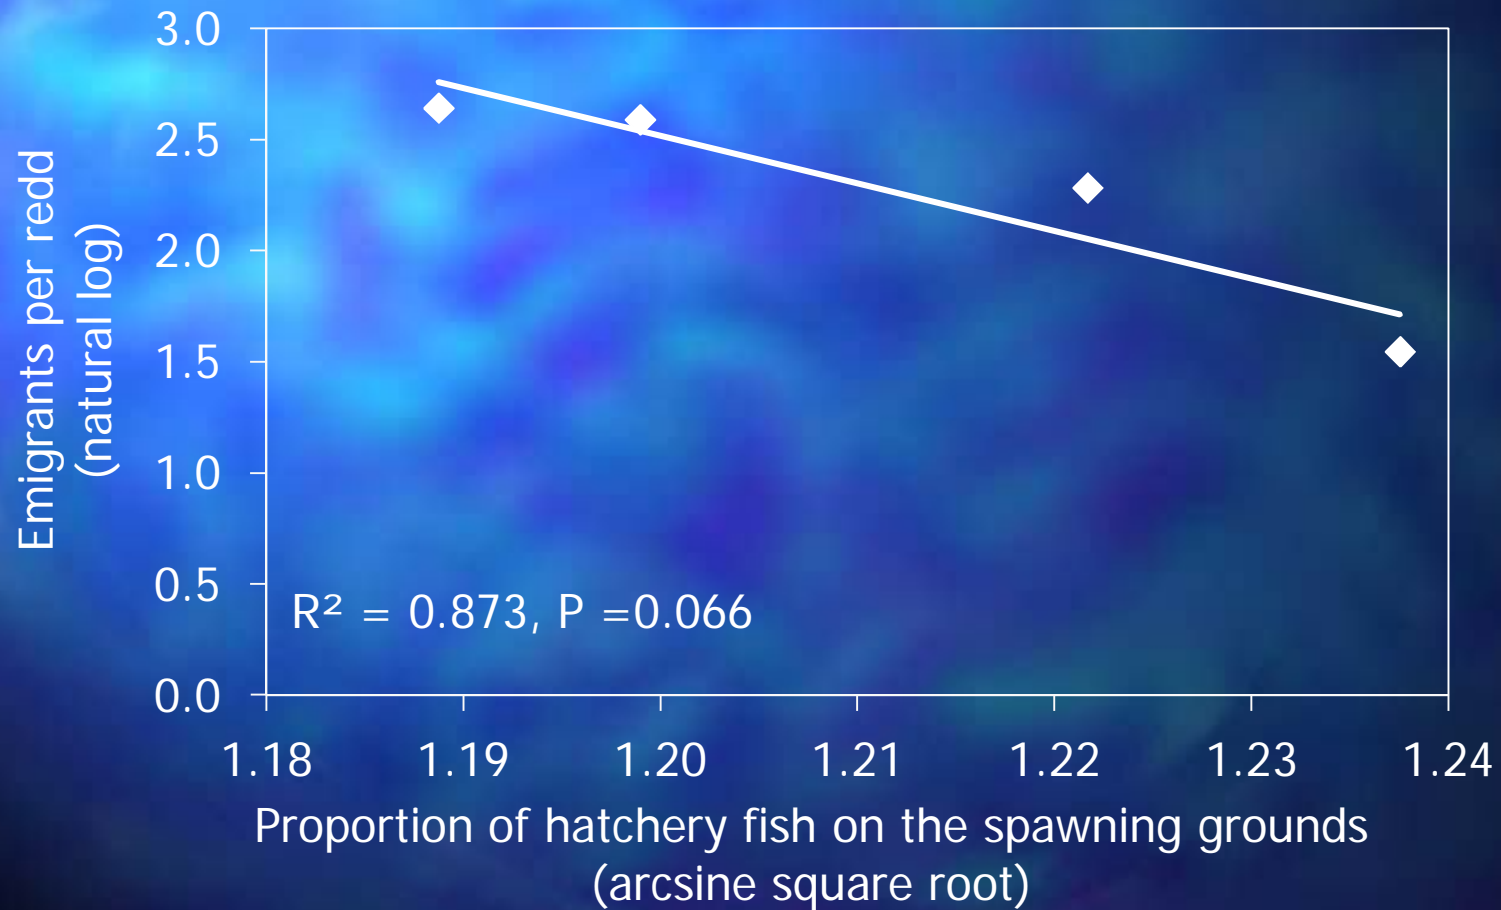 3.0
2.5
2.0
1.5
1.0
0.5
0.0
Emigrants per redd
(natural log)
R² = 0.873, P =0.066
1.18 1.19 1.20 1.21 1.22 1.23 1.24
Proportion of hatchery fish on the spawning grounds
(arcsine square root)